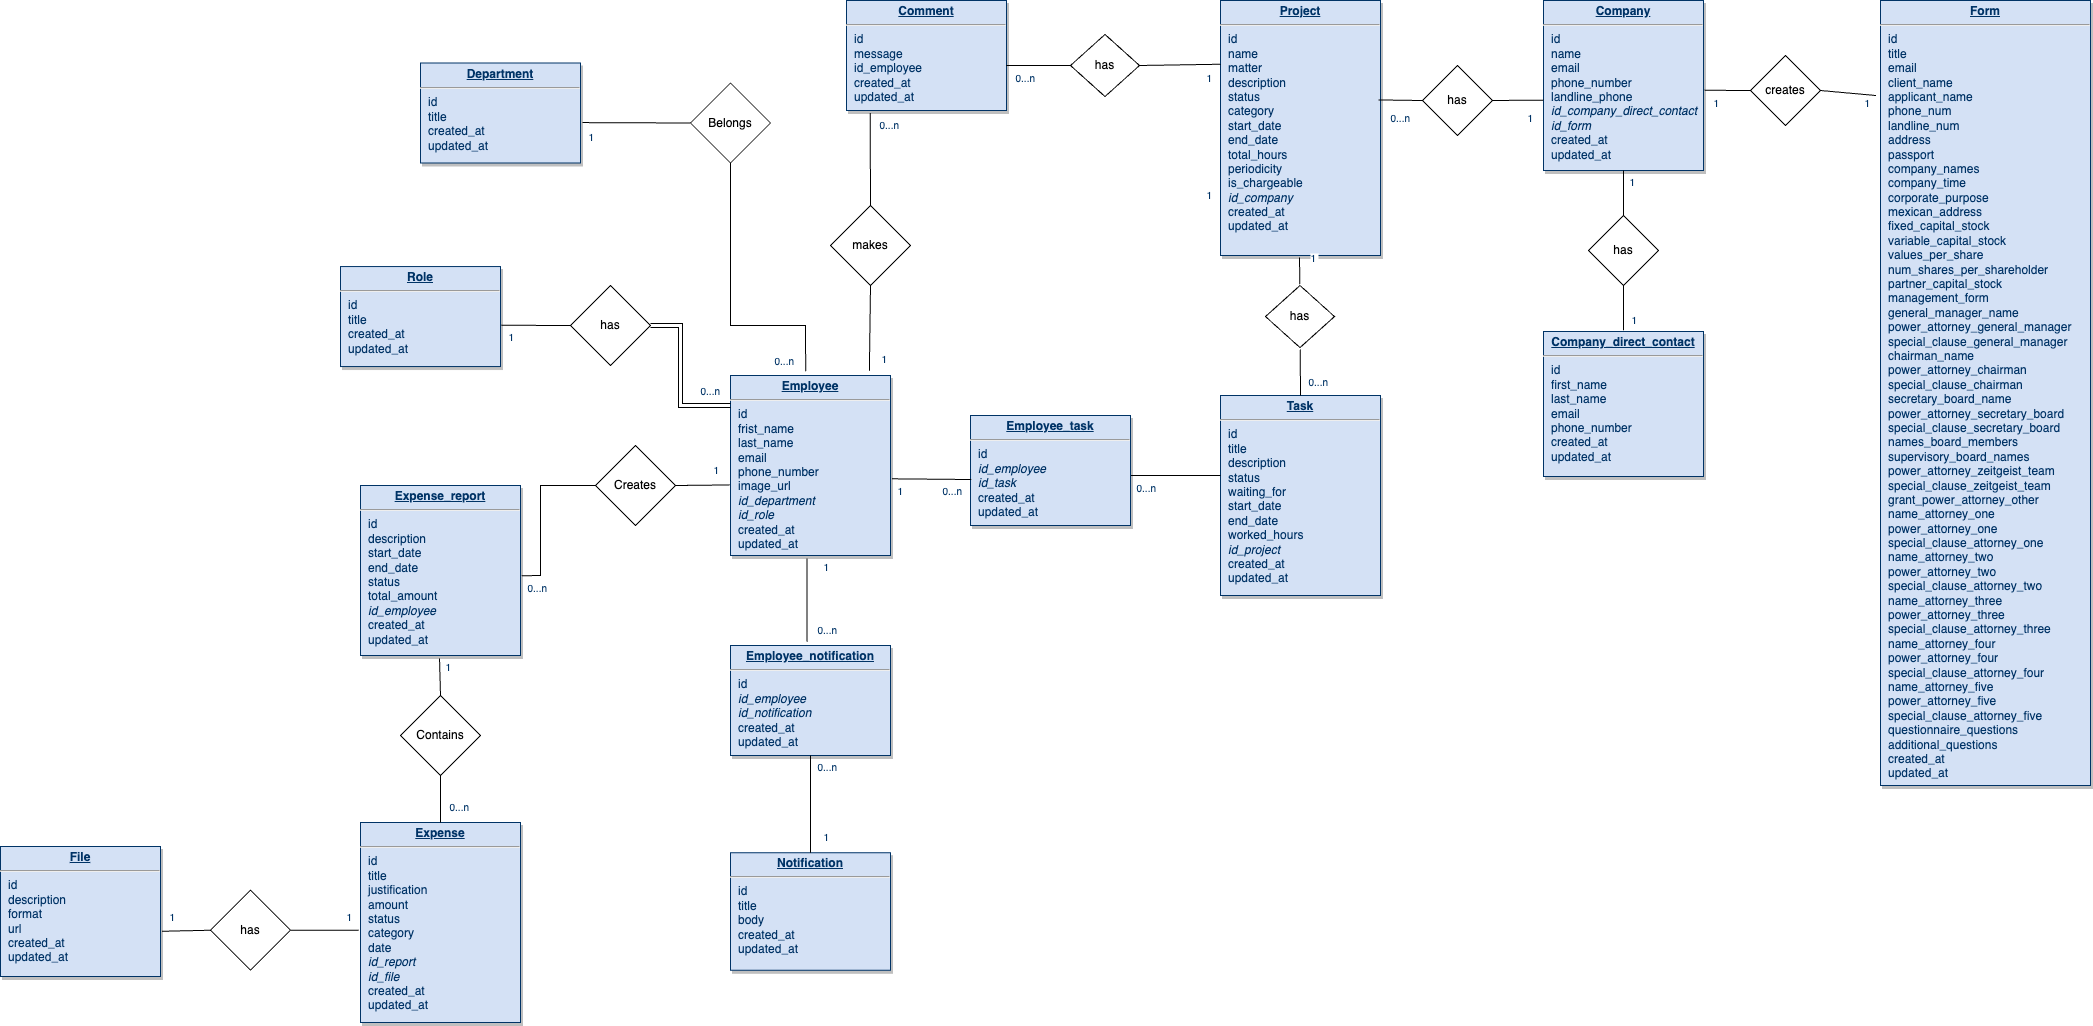 Comment
id
message
id_employee
created_at
updated_at
0...n
has
1
Project
id
name
matter
description
status
category
start_date
end_date
total_hours
periodicity
is_chargeable
id_company
created_at
updated_at
1
1
0...n
has
1
Company
id
name
email
phone_number
landline_phone
id_company_direct_contact
id_form
created_at
updated_at
1
creates
1
Form
id
title
email
client_name
applicant_name
phone_num
landline_num
address
passport
company_names
company_time
corporate_purpose
mexican_address
fixed_capital_stock
variable_capital_stock
values_per_share
num_shares_per_shareholder
partner_capital_stock
management_form
general_manager_name
power_attorney_general_manager
special_clause_general_manager
chairman_name
power_attorney_chairman
special_clause_chairman
secretary_board_name
power_attorney_secretary_board
special_clause_secretary_board
names_board_members
supervisory_board_names
power_attorney_zeitgeist_team
special_clause_zeitgeist_team
grant_power_attorney_other
name_attorney_one
power_attorney_one
special_clause_attorney_one
name_attorney_two
power_attorney_two
special_clause_attorney_two
name_attorney_three
power_attorney_three
special_clause_attorney_three
name_attorney_four
power_attorney_four
special_clause_attorney_four
name_attorney_five
power_attorney_five
special_clause_attorney_five
questionnaire_questions
additional_questions
created_at
updated_at
Department
id
title
created_at
updated_at
1
Belongs
0...n
0...n
makes
1
1
has
1
Company_direct_contact
id
first_name
last_name
email
phone_number
created_at
updated_at
Role
id
title
created_at
updated_at
1
has
0...n
has
0...n
Employee
id
frist_name
last_name
email
phone_number
image_url
id_department
id_role
created_at
updated_at
1
0...n
Employee_task
id
id_employee
id_task
created_at
updated_at
0...n
Task
id
title
description
status
waiting_for
start_date
end_date
worked_hours
id_project
created_at
updated_at
Creates
1
0...n
Expense_report
id
description
start_date
end_date
status
total_amount
id_employee
created_at
updated_at
1
Contains
0...n
1
0...n
Employee_notification
id
id_employee
id_notification
created_at
updated_at
0...n
1
Notification
id
title
body
created_at
updated_at
File
id
description
format
url
created_at
updated_at
1
has
1
Expense
id
title
justification
amount
status
category
date
id_report
id_file
created_at
updated_at